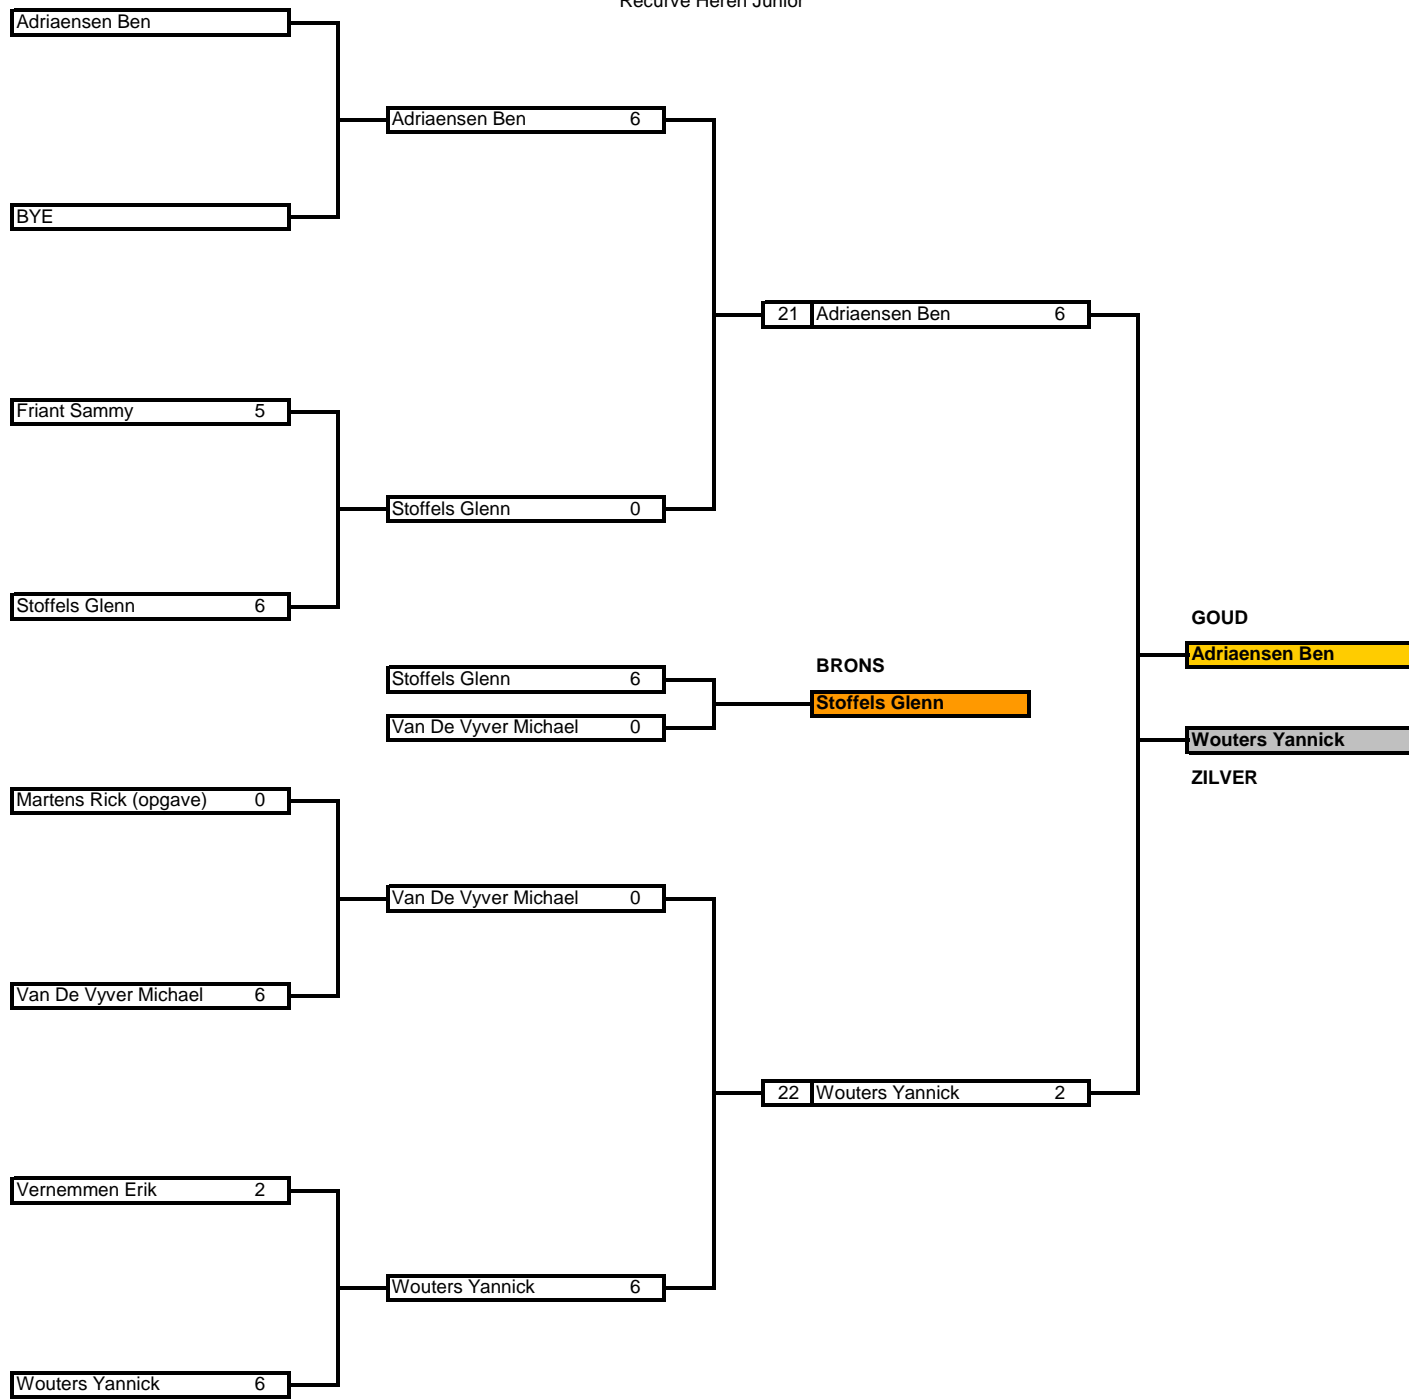 Recurve Heren Junior
Adriaensen Ben
Adriaensen Ben 6
BYE
21 Adriaensen Ben 6
Friant Sammy 5
Stoffels Glenn 0
Stoffels Glenn 6
GOUD
Adriaensen Ben
BRONS
Stoffels Glenn 6
Stoffels Glenn
Van De Vyver Michael 0
Wouters Yannick
ZILVER
Martens Rick (opgave) 0
Van De Vyver Michael 0
Van De Vyver Michael 6
22 Wouters Yannick 2
Vernemmen Erik 2
Wouters Yannick 6
Wouters Yannick 6